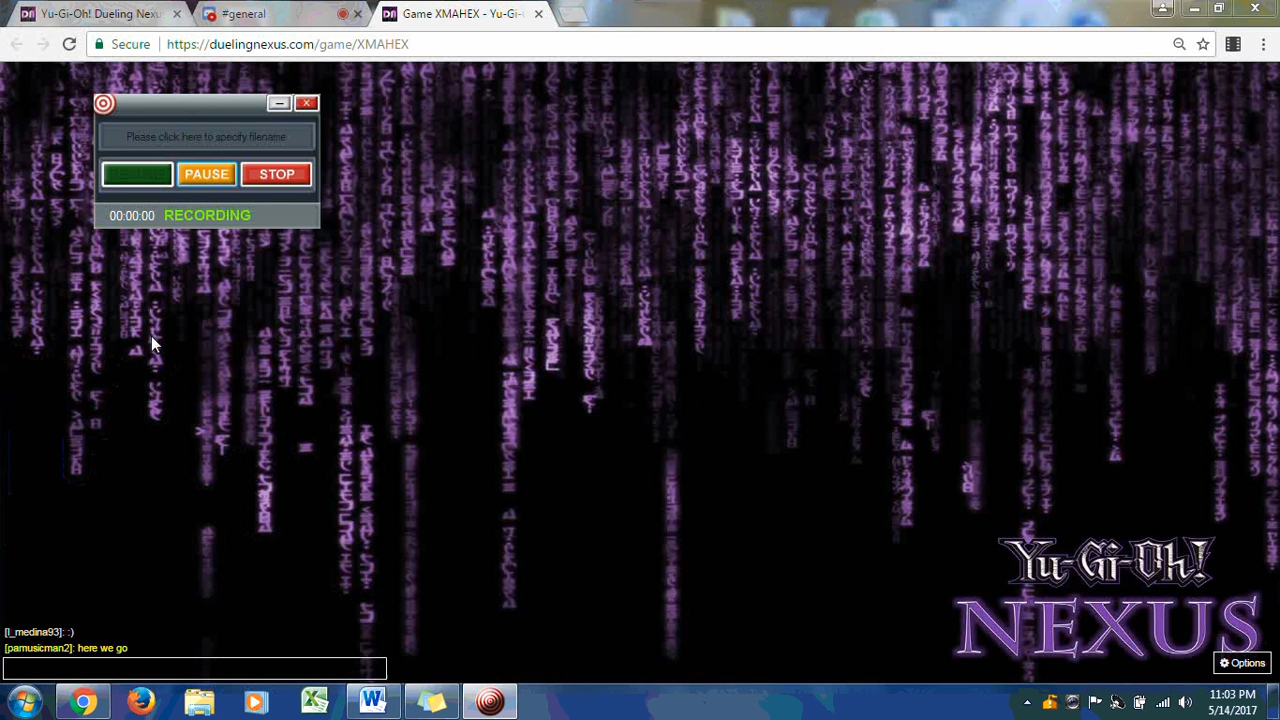 Yu-Gi-Oh! Dueling Nexus
#general
Game XMAHEX - Yu-Gi-
Secure
https://duelingnexus.com/game/XMAHEX
Please click here to specify filename
PAUSE
STOP
00:00:00 RECORDING
Yu-Gi-Oh!
NEXUS
[l_medina93]: :)
[pamusicman2]: here we go
Options
11:03 PM
5/14/2017